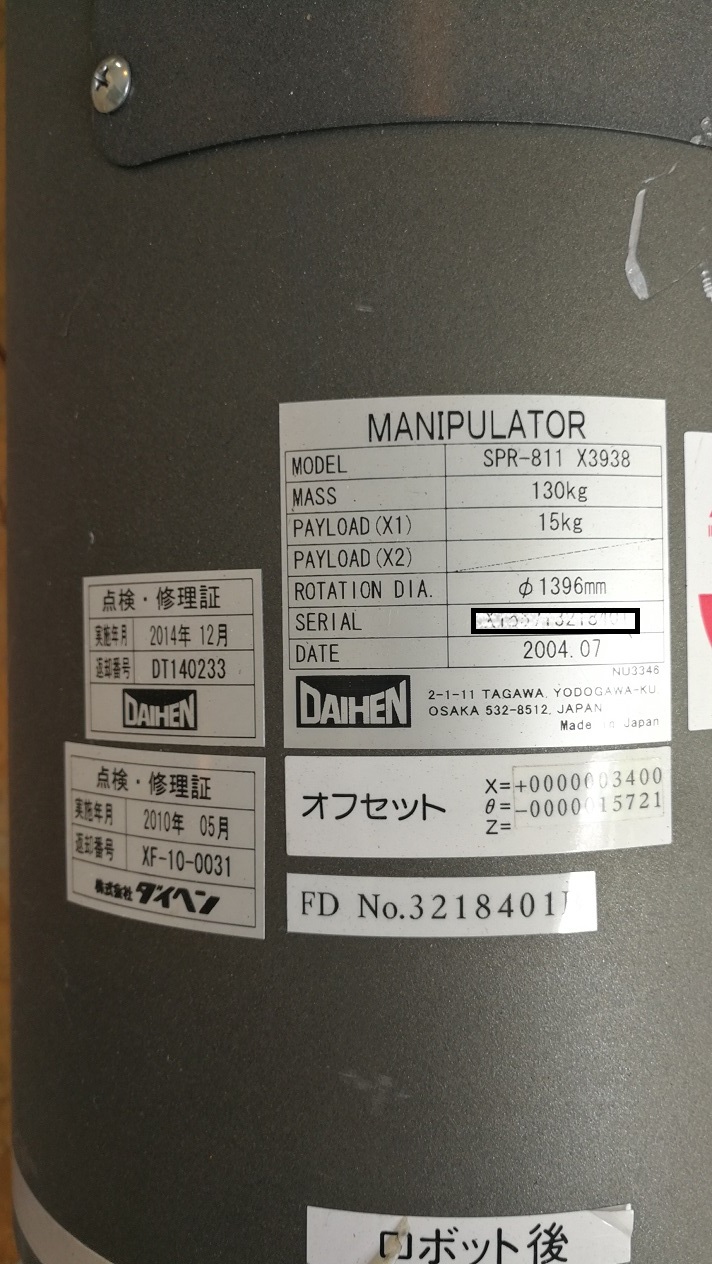 MANIPULATOR
MODEL SPR-811 X3938
MASS 130kg
PAYLOAD(X1) 15kg
PAYLOAD(X2)
ROTATION DIA. φ1396mm
SERIAL
DATE 2004.07
NU3346
DAIHEN
2-1-11 TAGAWA, YODOGAWA-KU,
OSAKA 532-8512, JAPAN
Made in Japan
点検・修理証
実施年月 2014年 12月
返却番号 DT140233
DAIHEN
点検・修理証
実施年月 2010年 05月
返却番号 XF-10-0031
株式会社 ダイヘン
オフセット
X=+0000003400
θ=-0000015721
Z=
FD No.3218401J
ロボット後